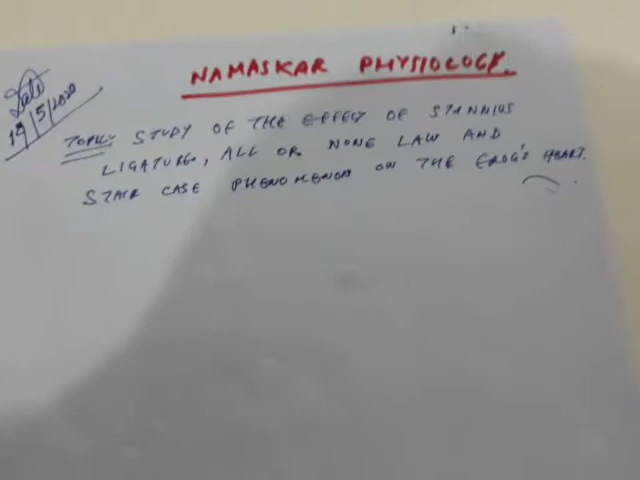 NAMASKAR PHYSIOLOGY.
Date
19/5/2020
TOPIC: STUDY OF THE EFFECT OF STANNIUS
LIGATURE, ALL OR NONE LAW AND
STAIR CASE PHENOMENON ON THE FROG'S HEART.